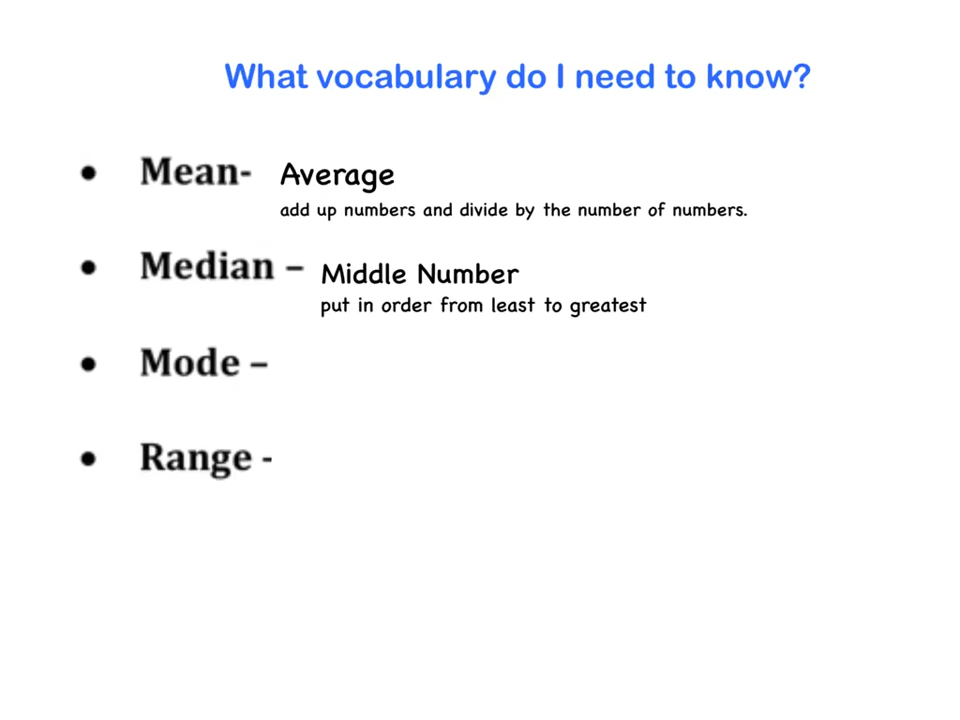 What vocabulary do I need to know?
• Mean- Average
add up numbers and divide by the number of numbers.
• Median – Middle Number
put in order from least to greatest
• Mode –
• Range -